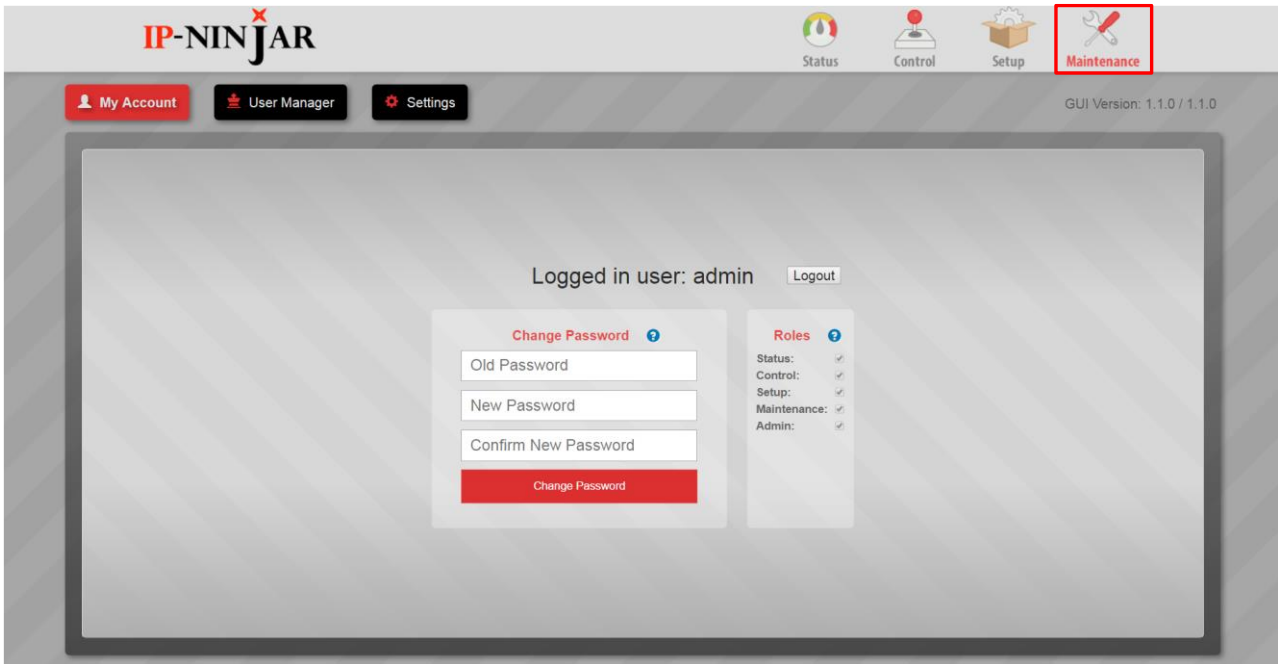 IP-NINJAR
Status Control Setup Maintenance
My Account User Manager Settings GUI Version: 1.1.0 / 1.1.0
Logged in user: admin Logout
Change Password ?
Old Password
New Password
Confirm New Password
Change Password
Roles ?
Status:
Control:
Setup:
Maintenance:
Admin: